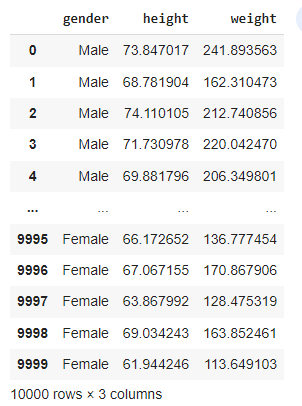 gender height weight
0 Male 73.847017 241.893563
1 Male 68.781904 162.310473
2 Male 74.110105 212.740856
3 Male 71.730978 220.042470
4 Male 69.881796 206.349801
... ... ... ...
9995 Female 66.172652 136.777454
9996 Female 67.067155 170.867906
9997 Female 63.867992 128.475319
9998 Female 69.034243 163.852461
9999 Female 61.944246 113.649103
10000 rows × 3 columns